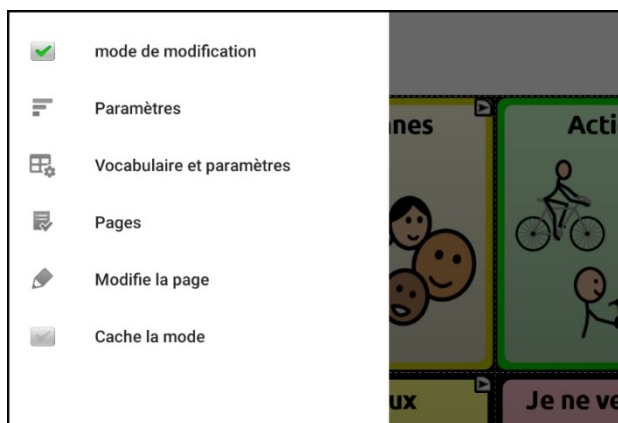 mode de modification
Paramètres
Vocabulaire et paramètres
Pages
Modifie la page
Cache la mode
nnes
Acti
ux
Je ne ve